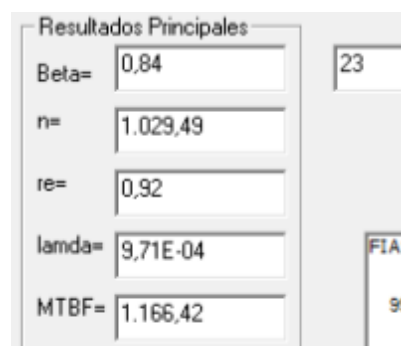 Resultados Principales
Beta= 0,84
23
n= 1.029,49
re= 0,92
lamda= 9,71E-04
FIA
MTBF= 1.166,42